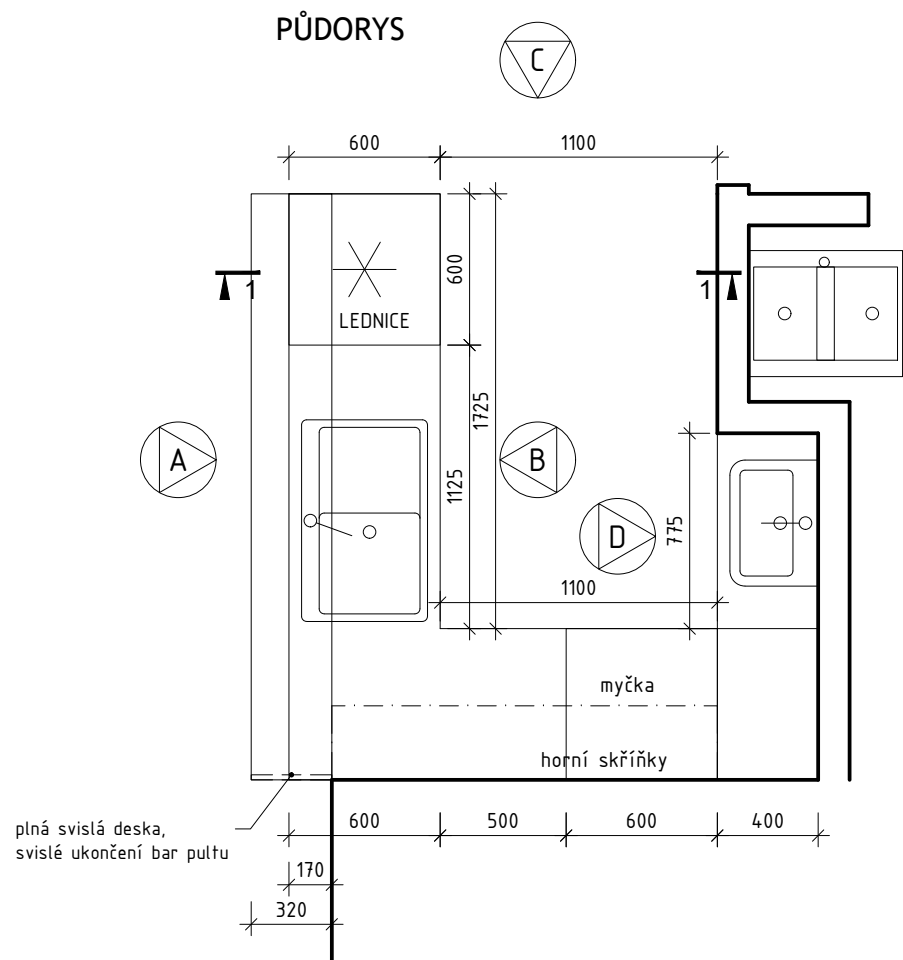 PŮDORYS
C
600
1100
600
1
1
LEDNICE
1725
A
B
1125
D
775
1100
myčka
horní skříňky
plná svislá deska,
svislé ukončení bar pultu
600
500
600
400
170
320